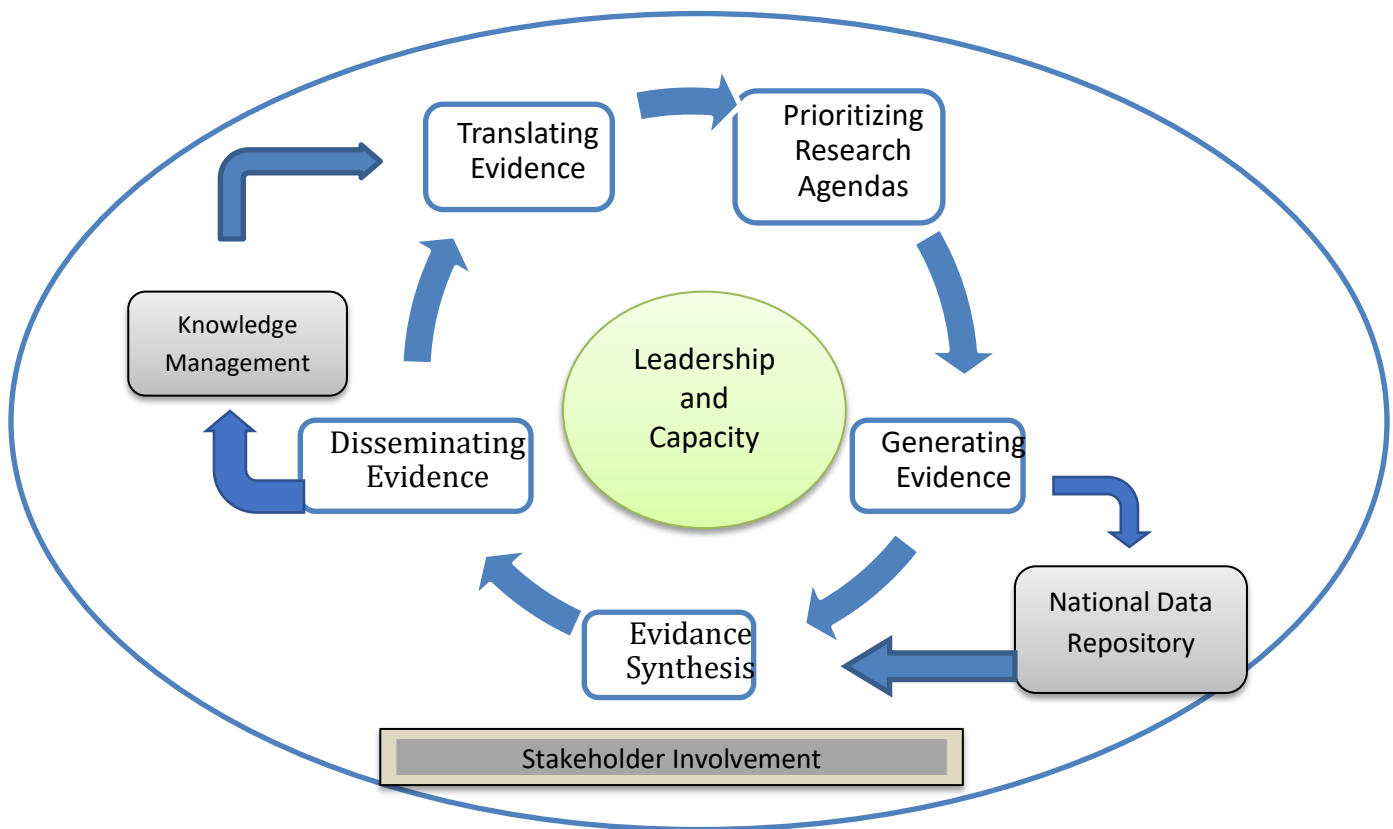 Translating
Evidence
Prioritizing
Research
Agendas
Knowledge
Management
Leadership
and
Capacity
Disseminating
Evidence
Generating
Evidence
National Data
Repository
Evidance
Synthesis
Stakeholder Involvement